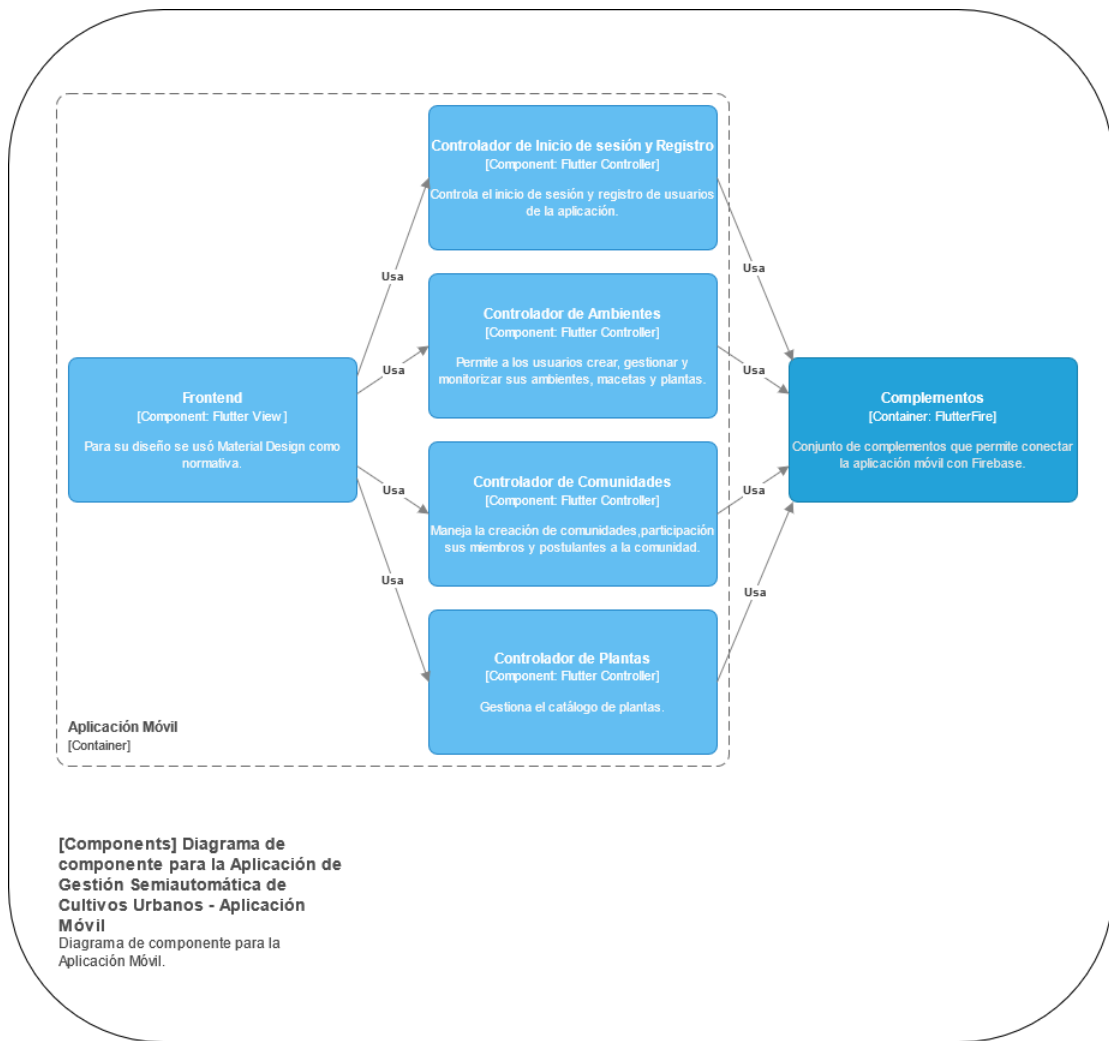 Controlador de Inicio de sesión y Registro
[Component: Flutter Controller]
Controla el inicio de sesión y registro de usuarios
de la aplicación.
Usa
Usa
Controlador de Ambientes
[Component: Flutter Controller]
Permite a los usuarios crear, gestionar y
monitorizar sus ambientes, macetas y plantas.
Usa
Usa
Frontend
[Component: Flutter View ]
Para su diseño se usó Material Design como
normativa.
Complementos
[Container: FlutterFire]
Conjunto de complementos que permite conectar
la aplicación móvil con Firebase.
Controlador de Comunidades
[Component: Flutter Controller]
Maneja la creación de comunidades,participación
sus miembros y postulantes a la comunidad.
Usa
Usa
Usa
Usa
Controlador de Plantas
[Component: Flutter Controller]
Gestiona el catálogo de plantas.
Aplicación Móvil
[Container]
[Components] Diagrama de
componente para la Aplicación de
Gestión Semiautomática de
Cultivos Urbanos - Aplicación
Móvil
Diagrama de componente para la
Aplicación Móvil.